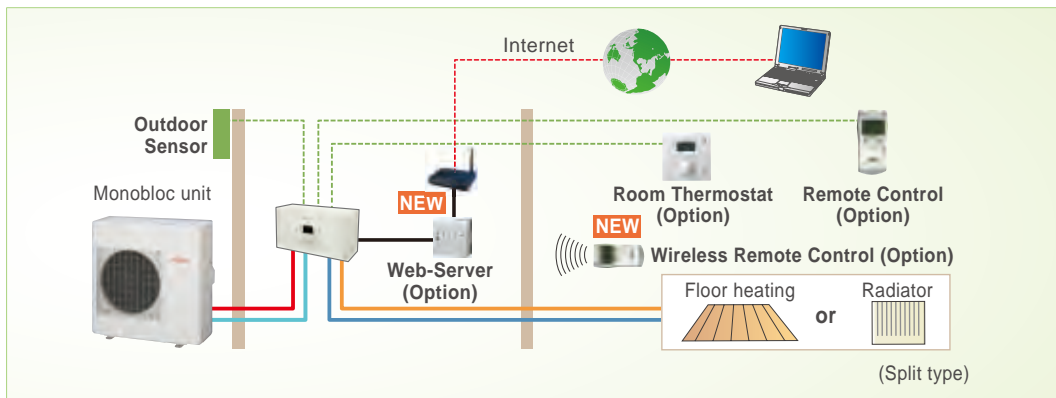 Internet
Outdoor
Sensor
Monobloc unit
NEW
Room Thermostat
(Option)
Remote Control
(Option)
NEW
Web-Server
(Option)
Wireless Remote Control (Option)
Floor heating
or
Radiator
(Split type)